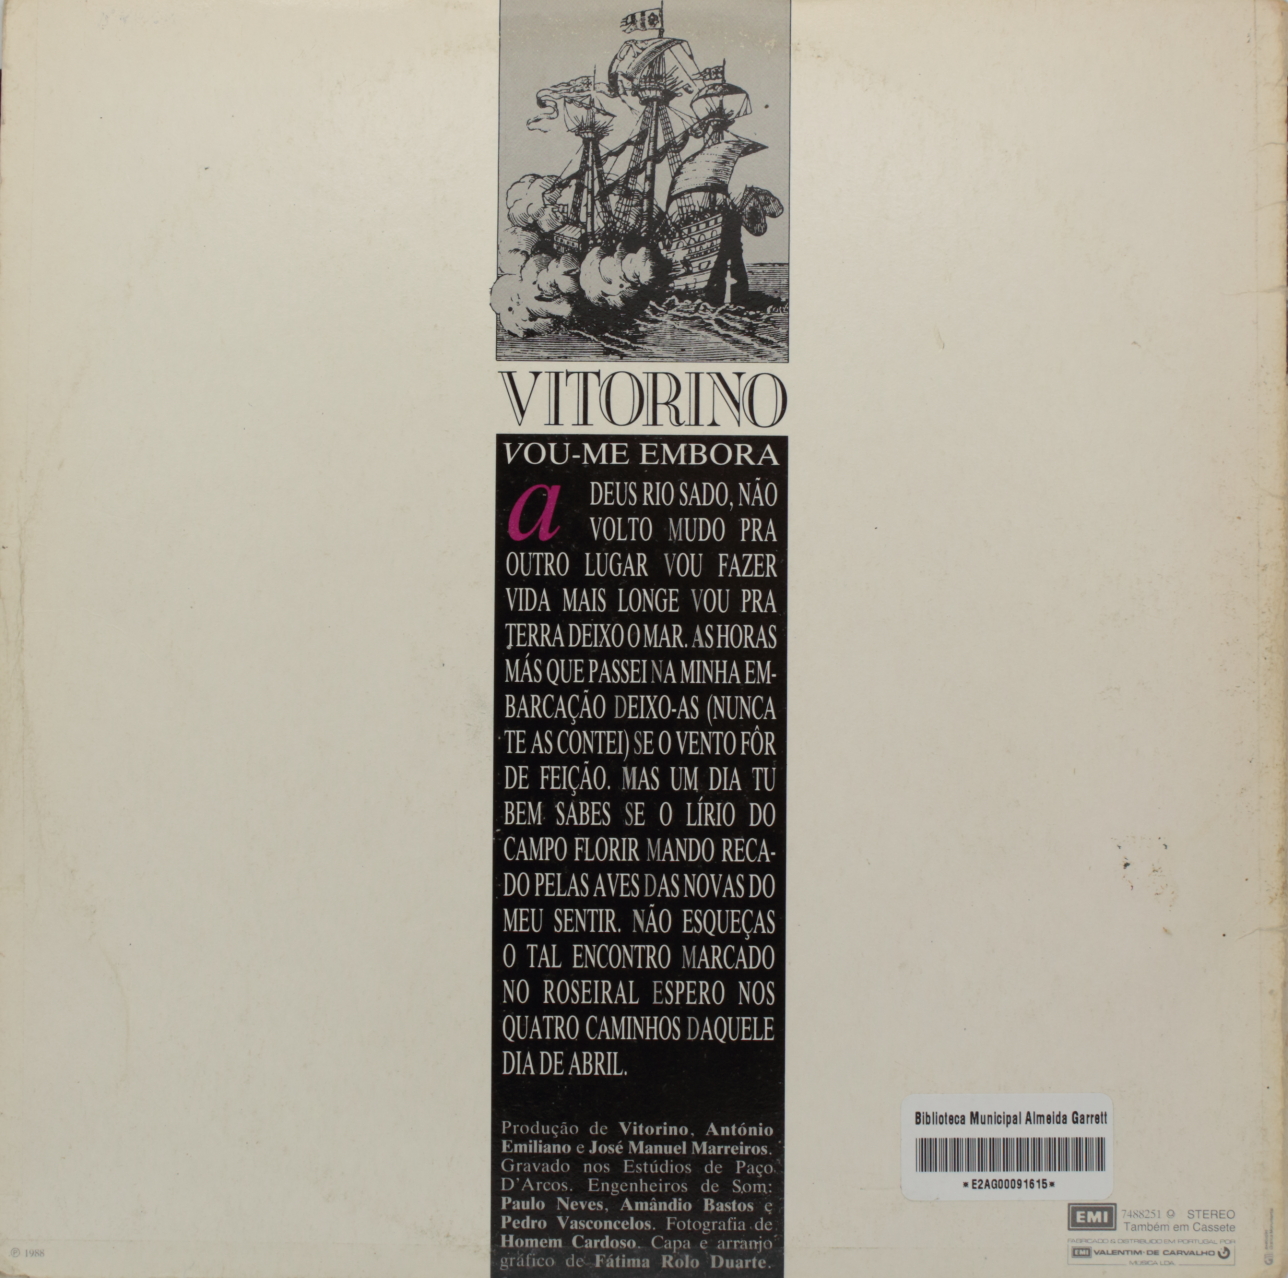 VITORINO
VOU-ME EMBORA
a DEUS RIO SADO, NÃO
VOLTO MUDO PRA
OUTRO LUGAR VOU FAZER
VIDA MAIS LONGE VOU PRA
TERRA DEIXO O MAR. AS HORAS
MÁS QUE PASSEI NA MINHA EM-
BARCAÇÃO DEIXO-AS (NUNCA
TE AS CONTEI) SE O VENTO FÔR
DE FEIÇÃO. MAS UM DIA TU
BEM SABES SE O LÍRIO DO
CAMPO FLORIR MANDO RECA-
DO PELAS AVES DAS NOVAS DO
MEU SENTIR. NÃO ESQUEÇAS
O TAL ENCONTRO MARCADO
NO ROSEIRAL ESPERO NOS
QUATRO CAMINHOS DAQUELE
DIA DE ABRIL.
Produção de Vitorino, António
Emiliano e José Manuel Marreiros.
Gravado nos Estúdios de Paço
D'Arcos. Engenheiros de Som:
Paulo Neves, Amândio Bastos e
Pedro Vasconcelos. Fotografia de
Homem Cardoso. Capa e arranjo
gráfico de Fátima Rolo Duarte.
Biblioteca Municipal Almeida Garrett
*E2AG00091615*
EMI 7488251 STEREO
Também em Cassete
FABRICADO & DISTRIBUIDO EM PORTUGAL POR
EMI VALENTIM DE CARVALHO
MUSICA LDA
℗ 1988